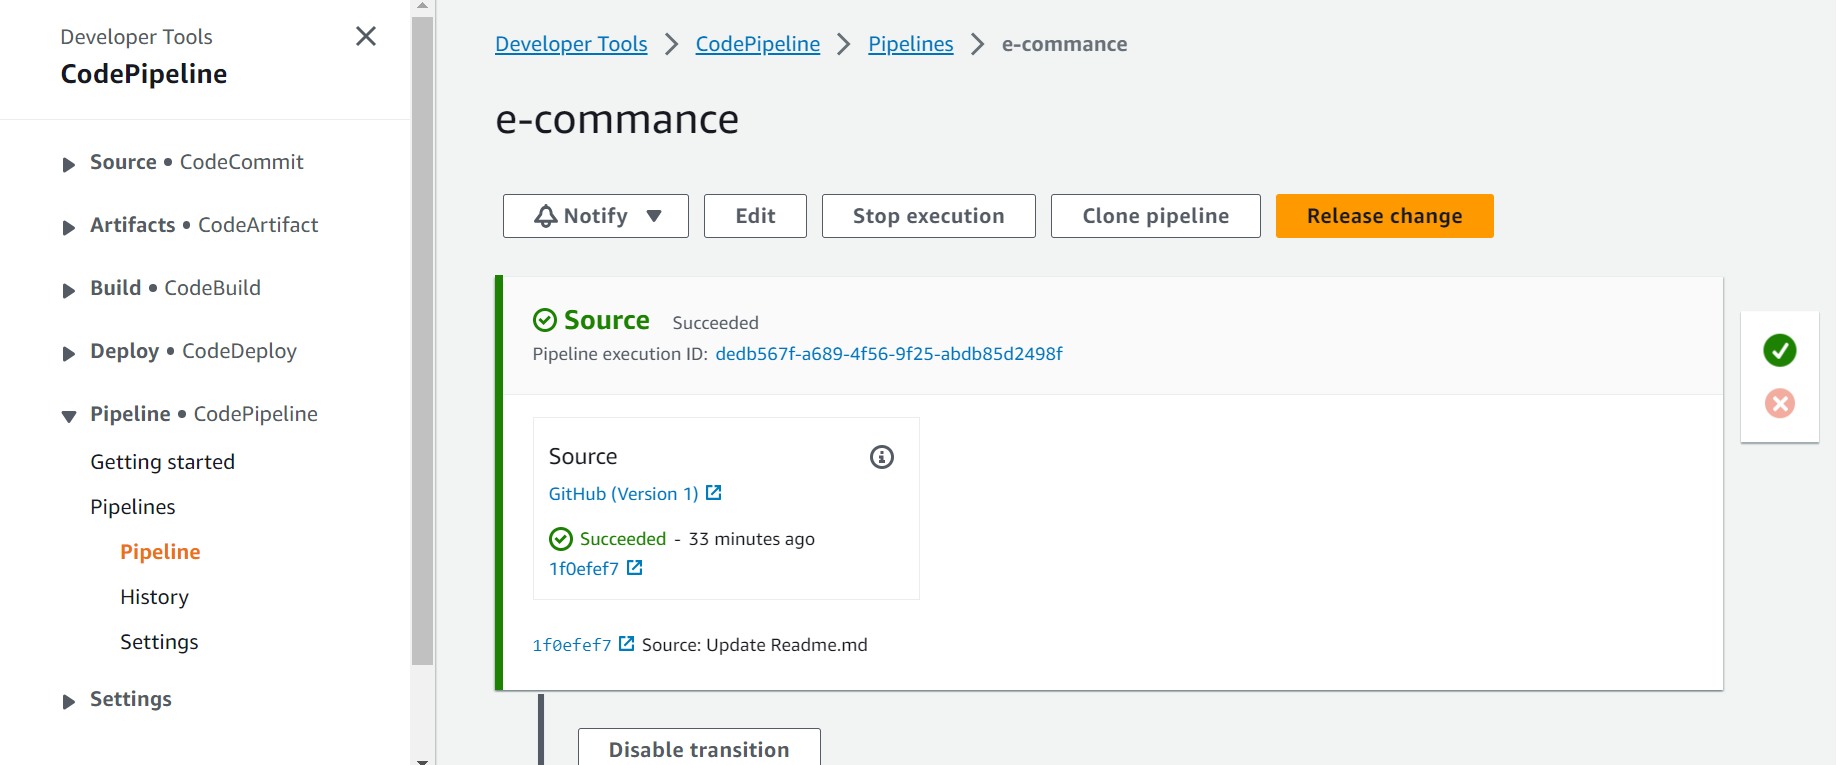 Developer Tools
CodePipeline
Source • CodeCommit
Artifacts • CodeArtifact
Build • CodeBuild
Deploy • CodeDeploy
Pipeline • CodePipeline
Getting started
Pipelines
Pipeline
History
Settings
Settings
Developer Tools > CodePipeline > Pipelines > e-commance
e-commance
Notify Edit Stop execution Clone pipeline Release change
Source Succeeded
Pipeline execution ID: dedb567f-a689-4f56-9f25-abdb85d2498f
Source
GitHub (Version 1)
Succeeded - 33 minutes ago
1f0efef7
1f0efef7 Source: Update Readme.md
Disable transition